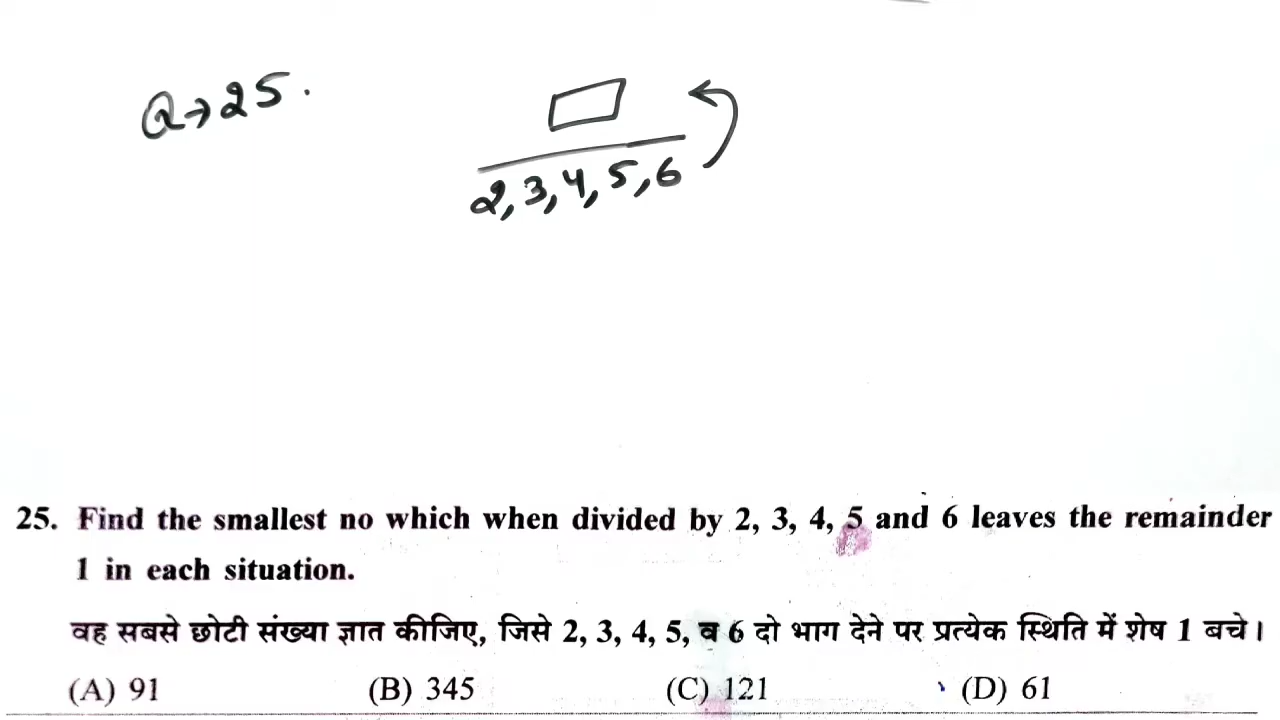 Q→25.
2, 3, 4, 5, 6
25. Find the smallest no which when divided by 2, 3, 4, 5 and 6 leaves the remainder
1 in each situation.
वह सबसे छोटी संख्या ज्ञात कीजिए, जिसे 2, 3, 4, 5, व 6 दो भाग देने पर प्रत्येक स्थिति में शेष 1 बचे।
(A) 91 (B) 345 (C) 121 (D) 61